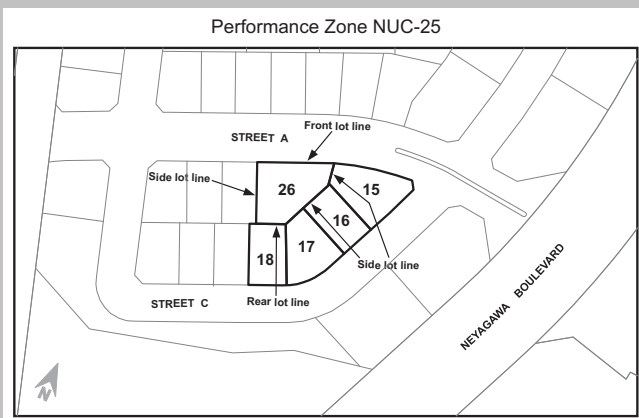 Performance Zone NUC-25
Front lot line
STREET A
Side lot line
26
15
16
17
18
Side lot line
Rear lot line
STREET C
NEYAGAWA BOULEVARD
N